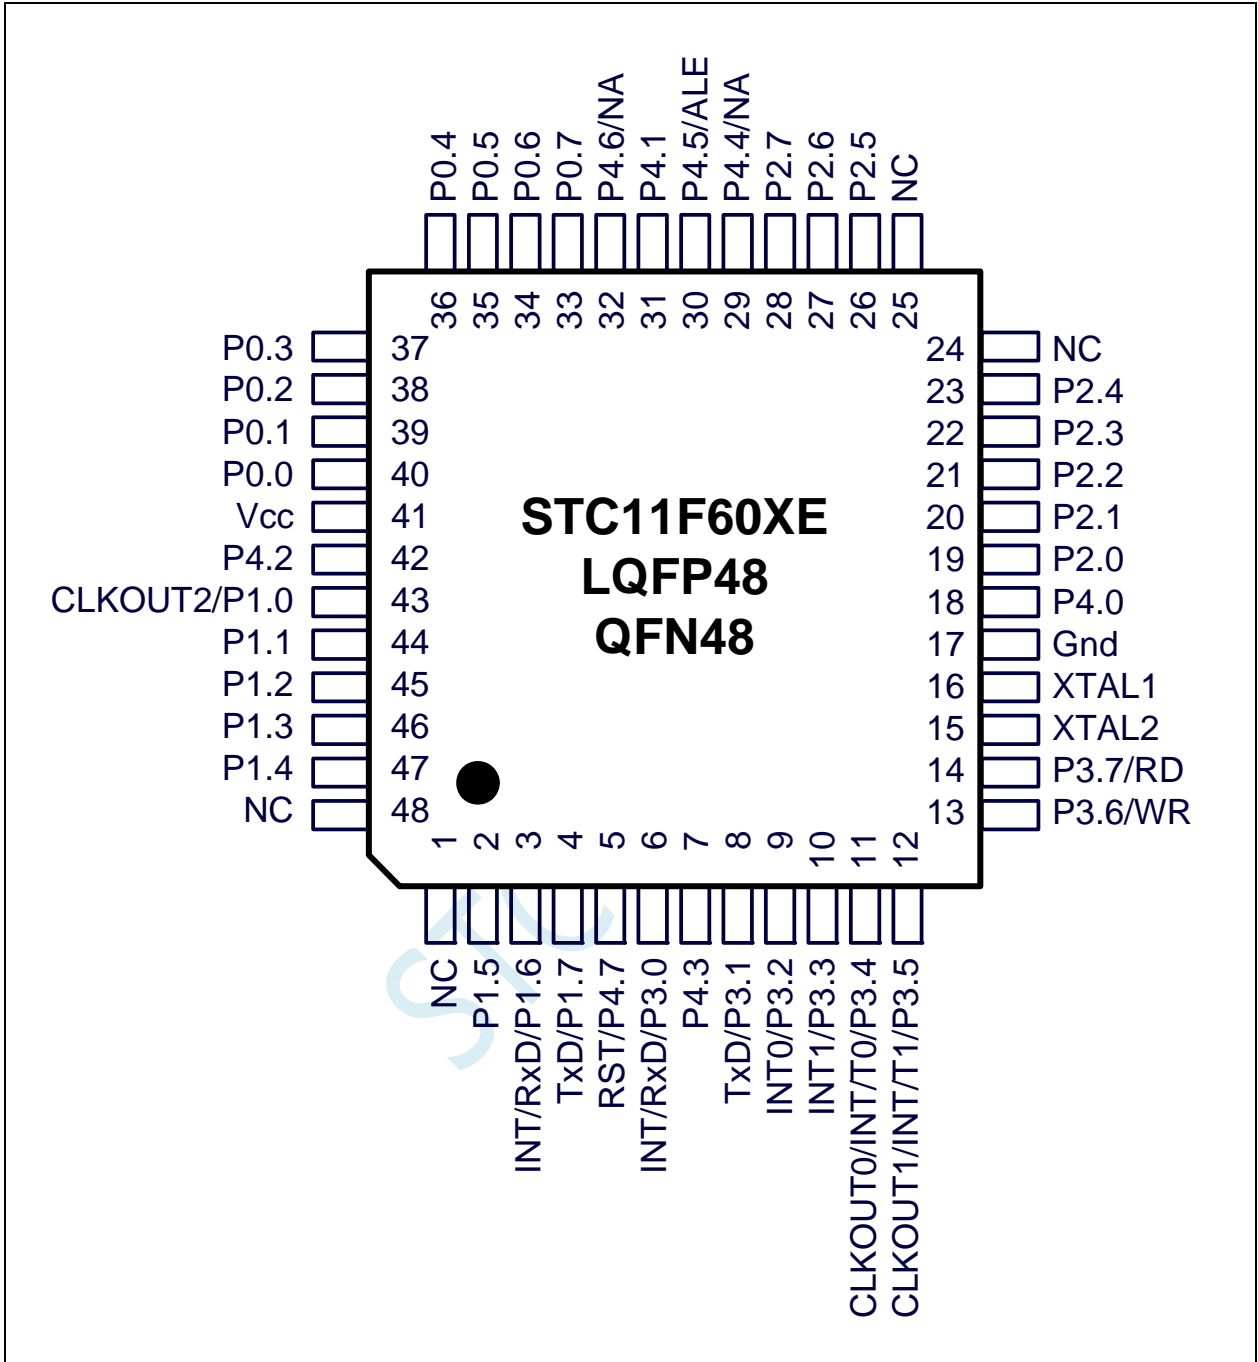 P0.4
P0.5
P0.6
P0.7
P4.6/NA
P4.1
P4.5/ALE
P4.4/NA
P2.7
P2.6
P2.5
NC
36
35
34
33
32
31
30
29
28
27
26
25
P0.3 37
P0.2 38
P0.1 39
P0.0 40
Vcc 41
P4.2 42
CLKOUT2/P1.0 43
P1.1 44
P1.2 45
P1.3 46
P1.4 47
NC 48
STC11F60XE
LQFP48
QFN48
24 NC
23 P2.4
22 P2.3
21 P2.2
20 P2.1
19 P2.0
18 P4.0
17 Gnd
16 XTAL1
15 XTAL2
14 P3.7/RD
13 P3.6/WR
1
2
3
4
5
6
7
8
9
10
11
12
NC
P1.5
INT/RxD/P1.6
TxD/P1.7
RST/P4.7
INT/RxD/P3.0
P4.3
TxD/P3.1
INT0/P3.2
INT1/P3.3
CLKOUT0/INT/T0/P3.4
CLKOUT1/INT/T1/P3.5
STC